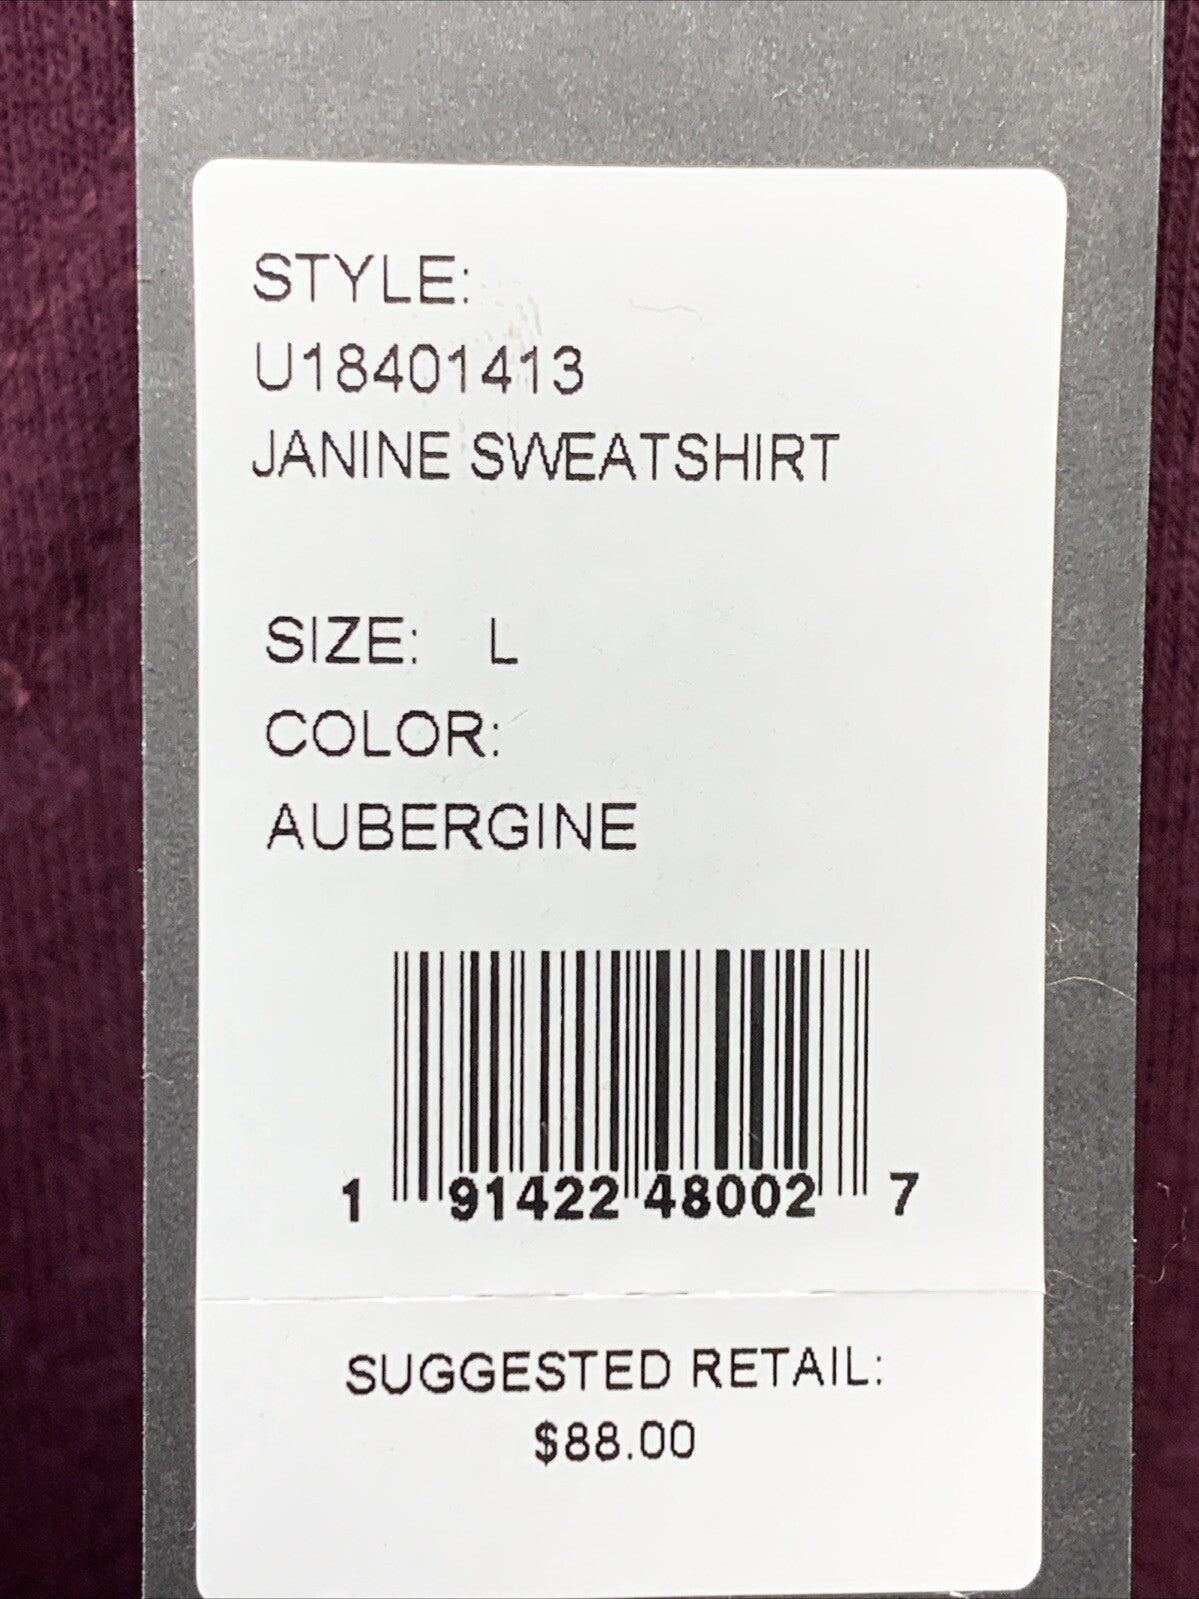 STYLE:
U18401413
JANINE SWEATSHIRT
SIZE: L
COLOR:
AUBERGINE
1 91422 48002 7
SUGGESTED RETAIL:
$88.00